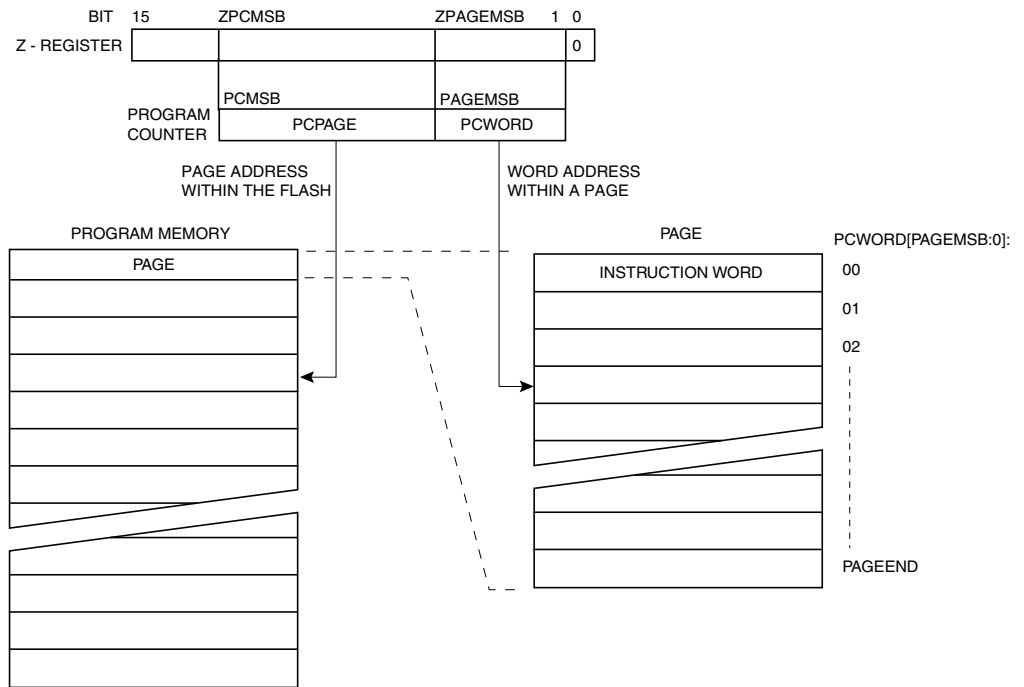 BIT 15 ZPCMSB ZPAGEMSB 1 0
Z - REGISTER 0
PCMSB PAGEMSB
PROGRAM
COUNTER
PCPAGE PCWORD
PAGE ADDRESS
WITHIN THE FLASH
WORD ADDRESS
WITHIN A PAGE
PROGRAM MEMORY
PAGE
PAGE
PCWORD[PAGEMSB:0]:
INSTRUCTION WORD
00
01
02
PAGEEND